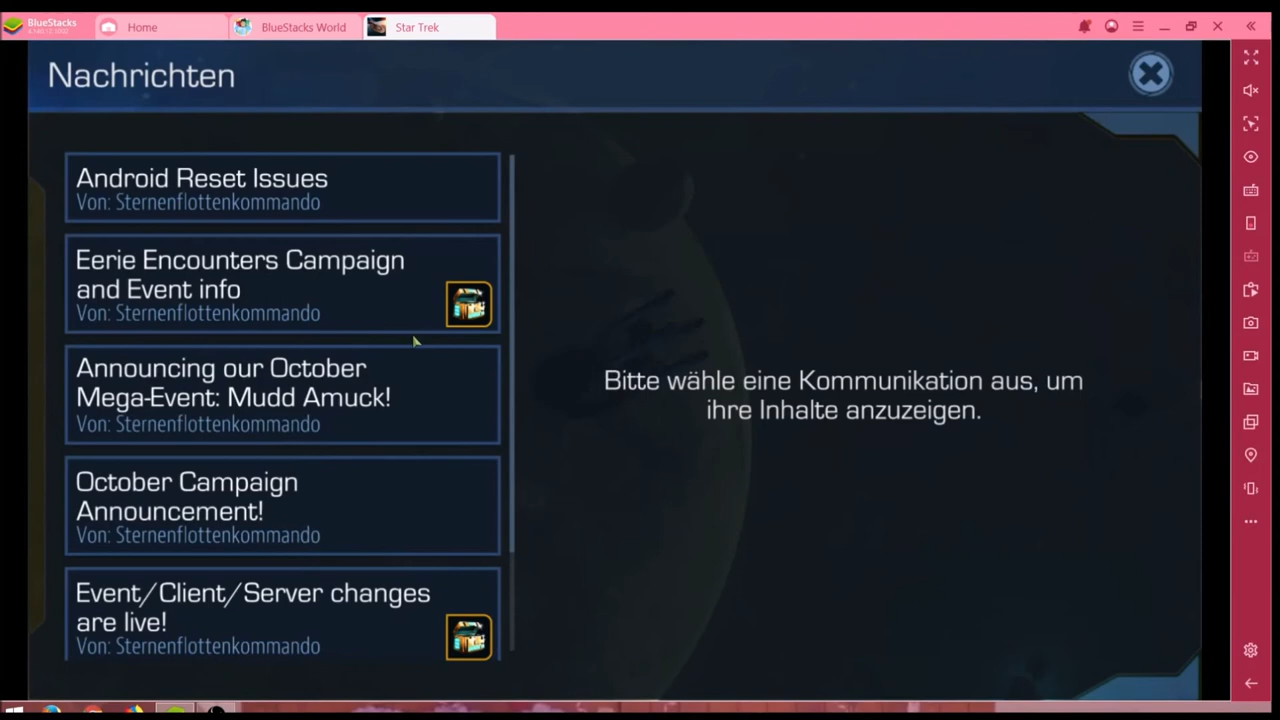 BlueStacks
Home
BlueStacks World
Star Trek
Nachrichten
Android Reset Issues
Von: Sternenflottenkommando
Eerie Encounters Campaign
and Event info
Von: Sternenflottenkommando
Announcing our October
Mega-Event: Mudd Amuck!
Von: Sternenflottenkommando
October Campaign
Announcement!
Von: Sternenflottenkommando
Event/Client/Server changes
are live!
Von: Sternenflottenkommando
Bitte wähle eine Kommunikation aus, um
ihre Inhalte anzuzeigen.